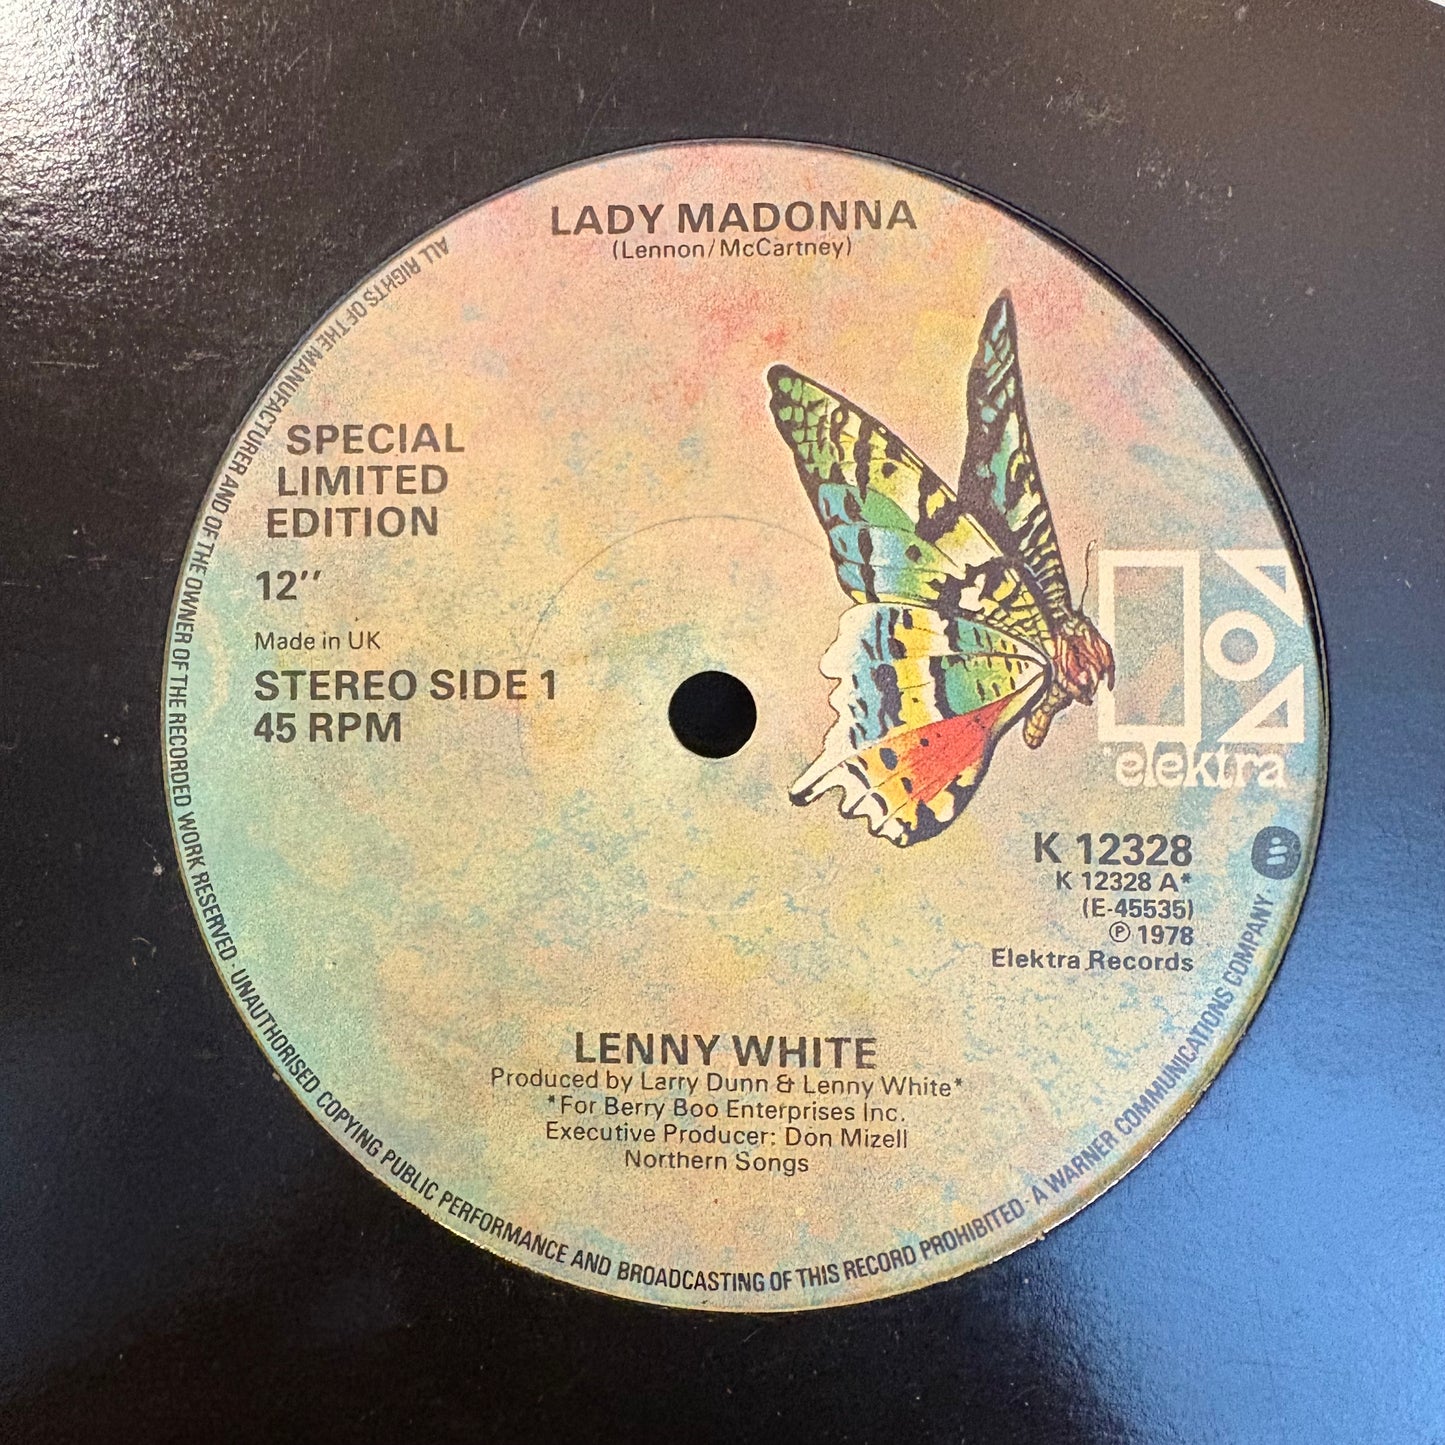 LADY MADONNA
(Lennon/McCartney)
SPECIAL
LIMITED
EDITION
12''
Made in UK
STEREO SIDE 1
45 RPM
elektra
K 12328
K 12328 A*
(E-45535)
℗ 1978
Elektra Records
LENNY WHITE
Produced by Larry Dunn & Lenny White*
*For Berry Boo Enterprises Inc.
Executive Producer: Don Mizell
Northern Songs
ALL RIGHTS OF THE MANUFACTURER AND OF THE OWNER OF THE RECORDED WORK RESERVED · UNAUTHORISED COPYING PUBLIC PERFORMANCE AND BROADCASTING OF THIS RECORD PROHIBITED · A WARNER COMMUNICATIONS COMPANY.